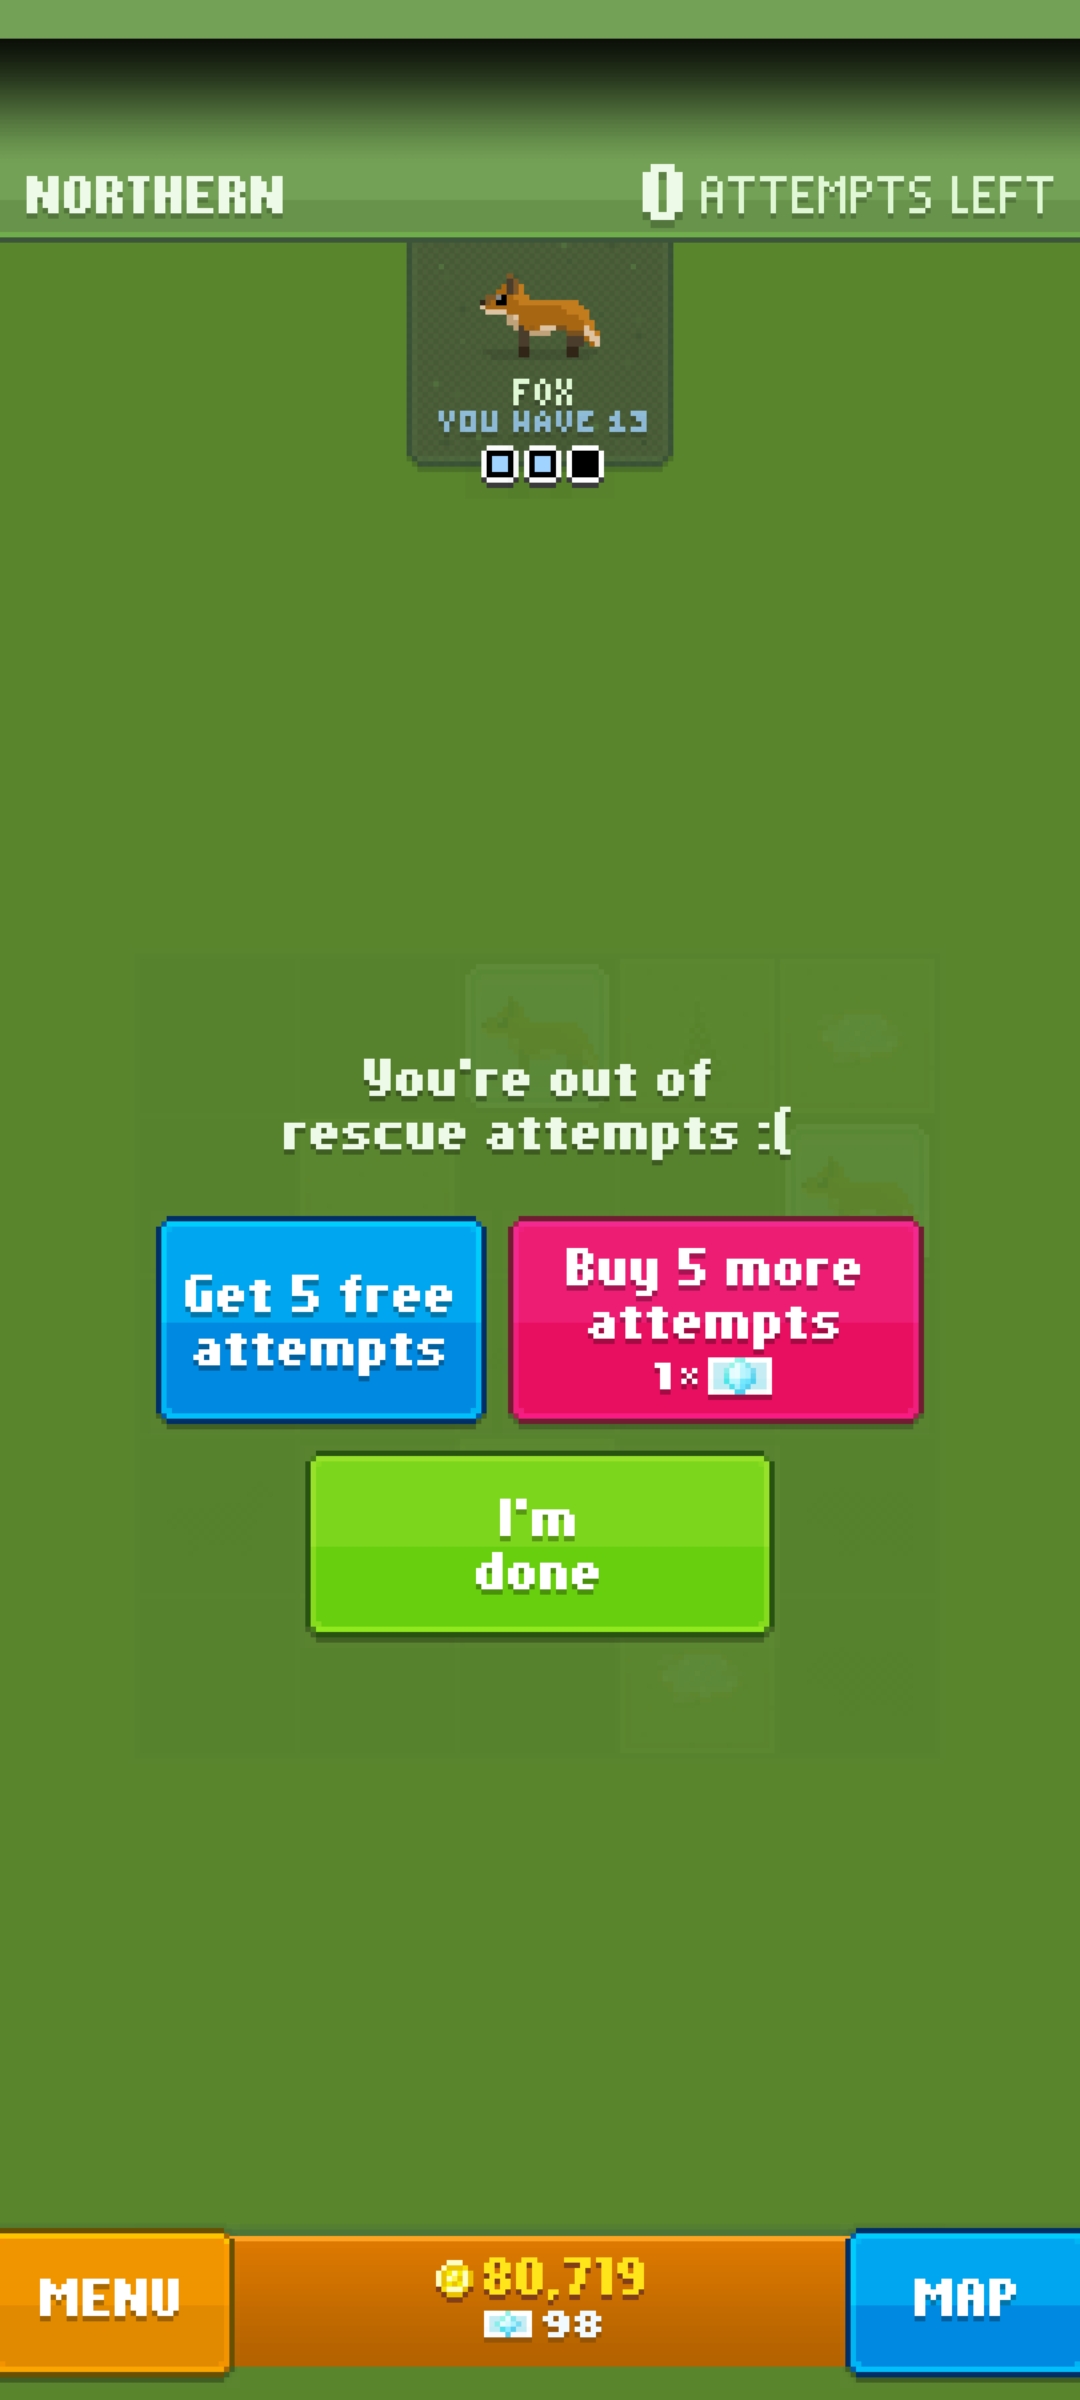 NORTHERN
0 ATTEMPTS LEFT
FOX
YOU HAVE 13
You're out of
rescue attempts :(
Get 5 free
attempts
Buy 5 more
attempts
1×
I'm
done
MENU
80,719
98
MAP